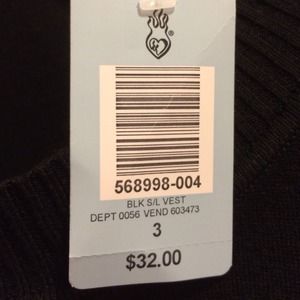 ®
568998-004
BLK S/L VEST
DEPT 0056 VEND 603473
3
$32.00